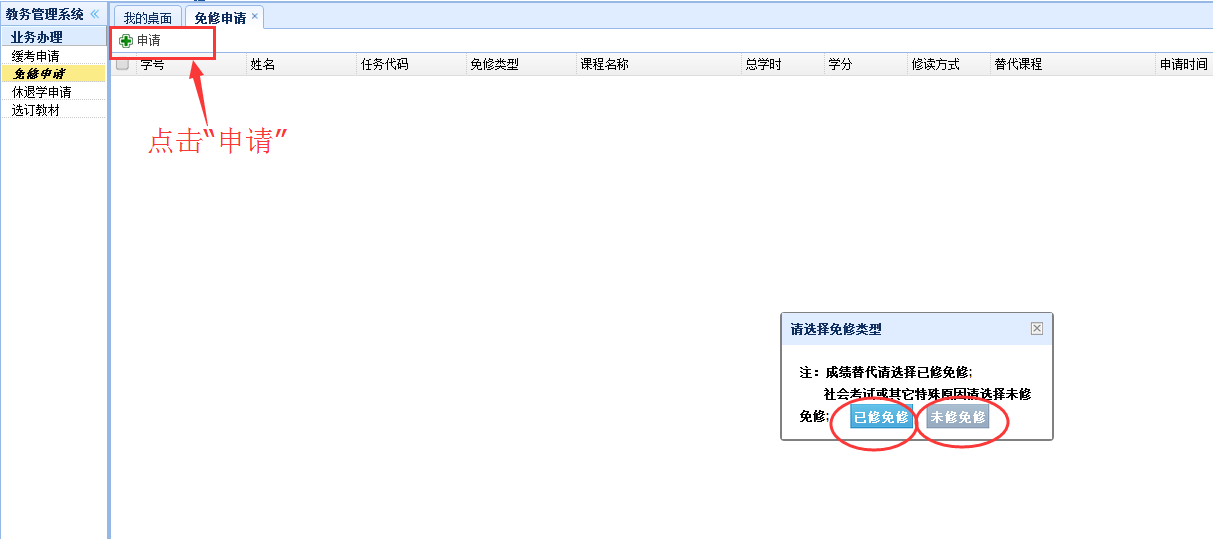 教务管理系统
我的桌面
免修申请
业务办理
申请
缓考申请
免修申请
休退学申请
选订教材
学号
姓名
任务代码
免修类型
课程名称
总学时
学分
修读方式
替代课程
申请时间
点击“申请”
请选择免修类型
注：成绩替代请选择已修免修;
社会考试或其它特殊原因请选择未修
免修;
已修免修
未修免修